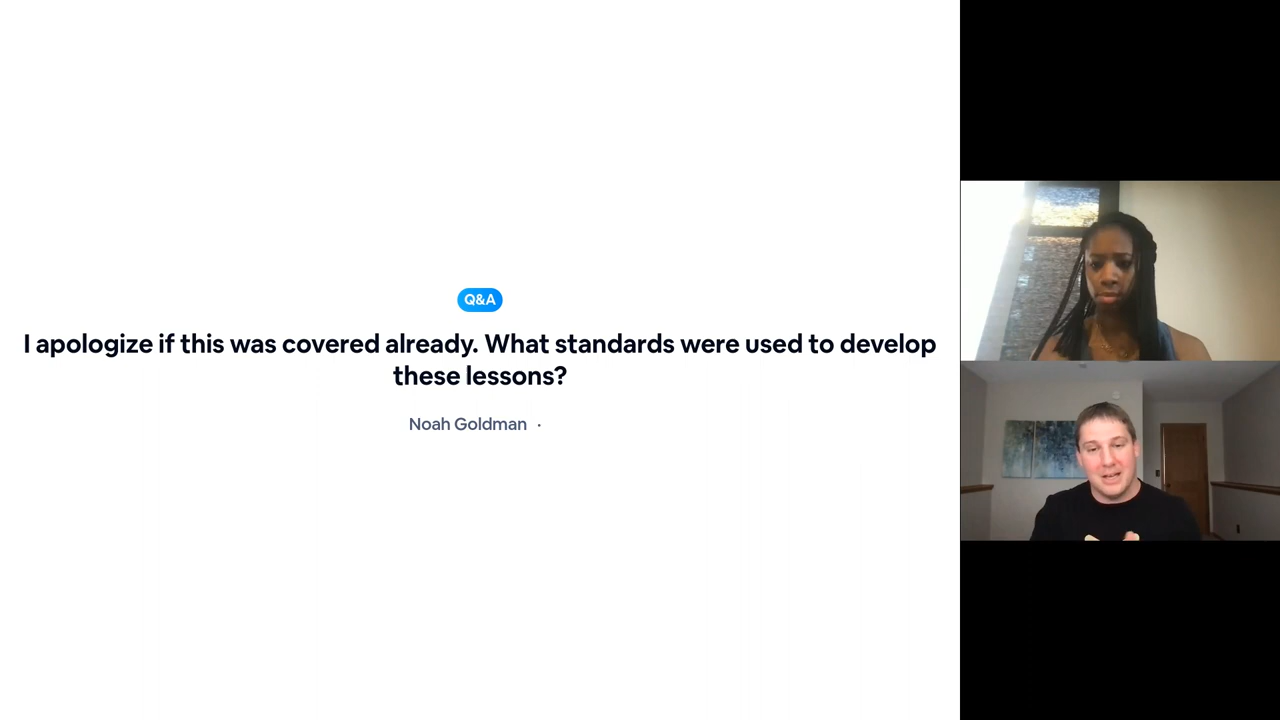 Q&A
I apologize if this was covered already. What standards were used to develop
these lessons?
Noah Goldman ·